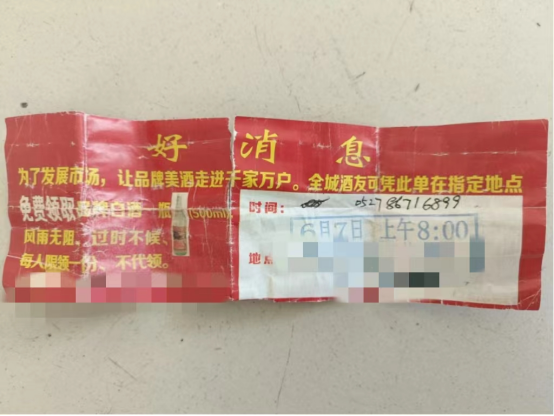 好消息
为了发展市场，让品牌美酒走进千家万户。全城酒友可凭此单在指定地点
免费领取品牌白酒一瓶(500ml)
风雨无阻、过时不候、
每人限领一份、不代领。
时间： 052786716899
6月7日上午8:00
地点